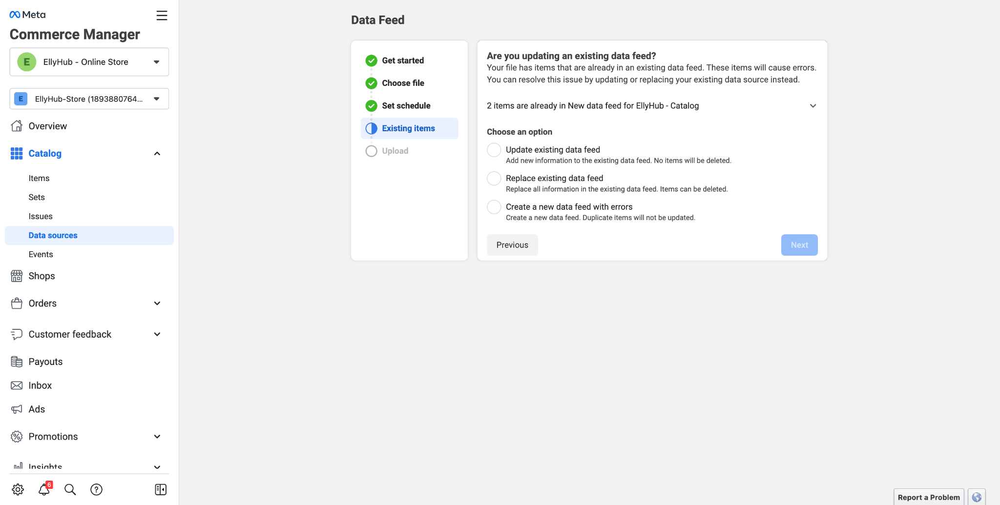 Meta
Commerce Manager
E
EllyHub - Online Store
E
EllyHub-Store (1893880764...
Overview
Catalog
Items
Sets
Issues
Data sources
Events
Shops
Orders
Customer feedback
Payouts
Inbox
Ads
Promotions
Insights
6
Data Feed
Get started
Choose file
Set schedule
Existing items
Upload
Are you updating an existing data feed?
Your file has items that are already in an existing data feed. These items will cause errors.
You can resolve this issue by updating or replacing your existing data source instead.
2 items are already in New data feed for EllyHub - Catalog
Choose an option
Update existing data feed
Add new information to the existing data feed. No items will be deleted.
Replace existing data feed
Replace all information in the existing data feed. Items can be deleted.
Create a new data feed with errors
Create a new data feed. Duplicate items will not be updated.
Previous
Next
Report a Problem